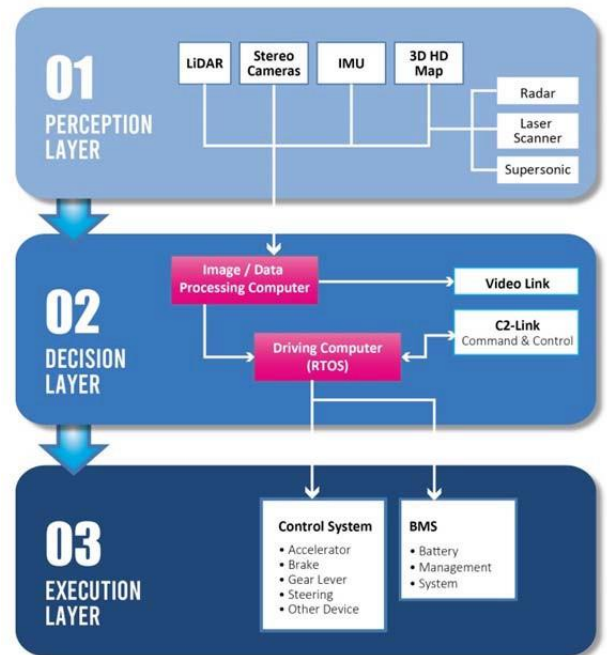 01
PERCEPTION
LAYER
LiDAR
Stereo
Cameras
IMU
3D HD
Map
Radar
Laser
Scanner
Supersonic
02
DECISION
LAYER
Image / Data
Processing Computer
Video Link
Driving Computer
(RTOS)
C2-Link
Command & Control
03
EXECUTION
LAYER
Control System
• Accelerator
• Brake
• Gear Lever
• Steering
• Other Device
BMS
• Battery
• Management
• System